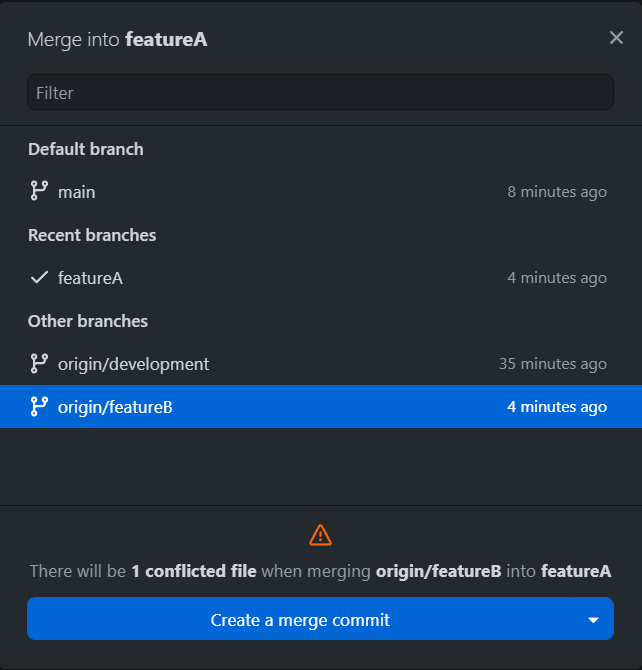 Merge into featureA
Filter
Default branch
main 8 minutes ago
Recent branches
featureA 4 minutes ago
Other branches
origin/development 35 minutes ago
origin/featureB 4 minutes ago
There will be 1 conflicted file when merging origin/featureB into featureA
Create a merge commit